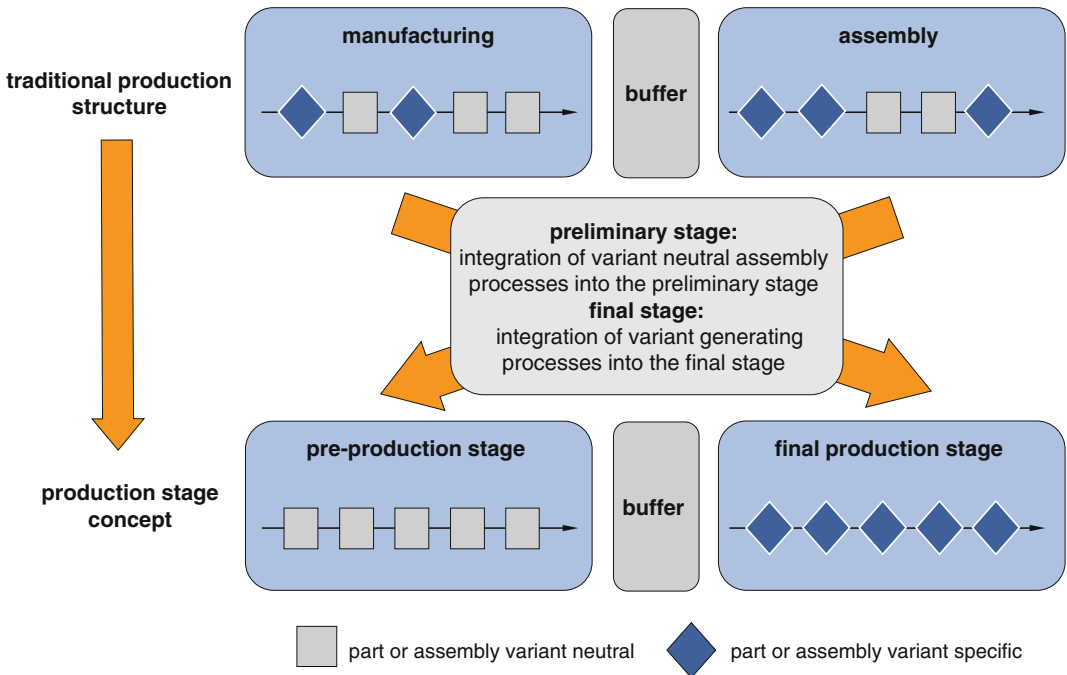 manufacturing
buffer
assembly
traditional production
structure
preliminary stage:
integration of variant neutral assembly
processes into the preliminary stage
final stage:
integration of variant generating
processes into the final stage
pre-production stage
buffer
final production stage
production stage
concept
part or assembly variant neutral
part or assembly variant specific